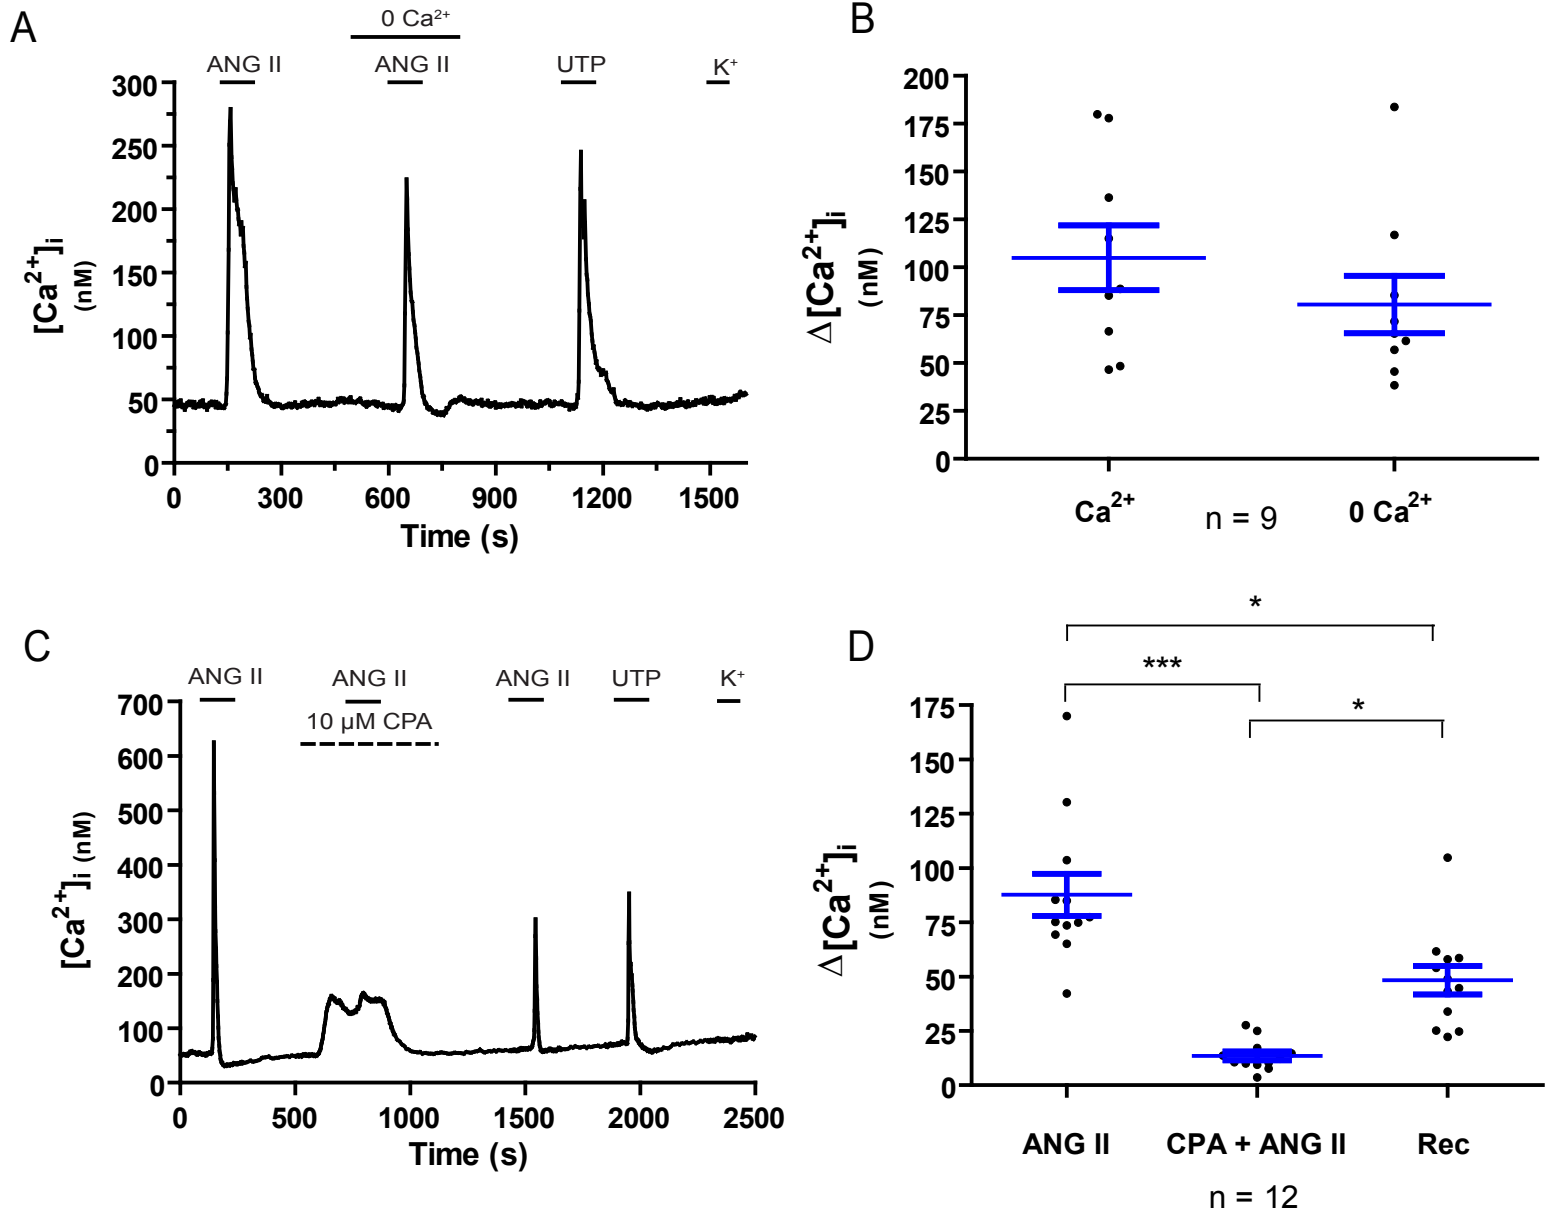 A
0 Ca²⁺
ANG II ANG II UTP K⁺
300
250
200
150
100
50
0
[Ca²⁺]i (nM)
0 300 600 900 1200 1500
Time (s)
B
200
175
150
125
100
75
50
25
0
Δ[Ca²⁺]i (nM)
Ca²⁺ n = 9 0 Ca²⁺
C
ANG II ANG II ANG II UTP K⁺
10 µM CPA
700
600
500
400
300
200
100
0
[Ca²⁺]i (nM)
0 500 1000 1500 2000 2500
Time (s)
D
*
***
*
175
150
125
100
75
50
25
0
Δ[Ca²⁺]i (nM)
ANG II CPA + ANG II Rec
n = 12